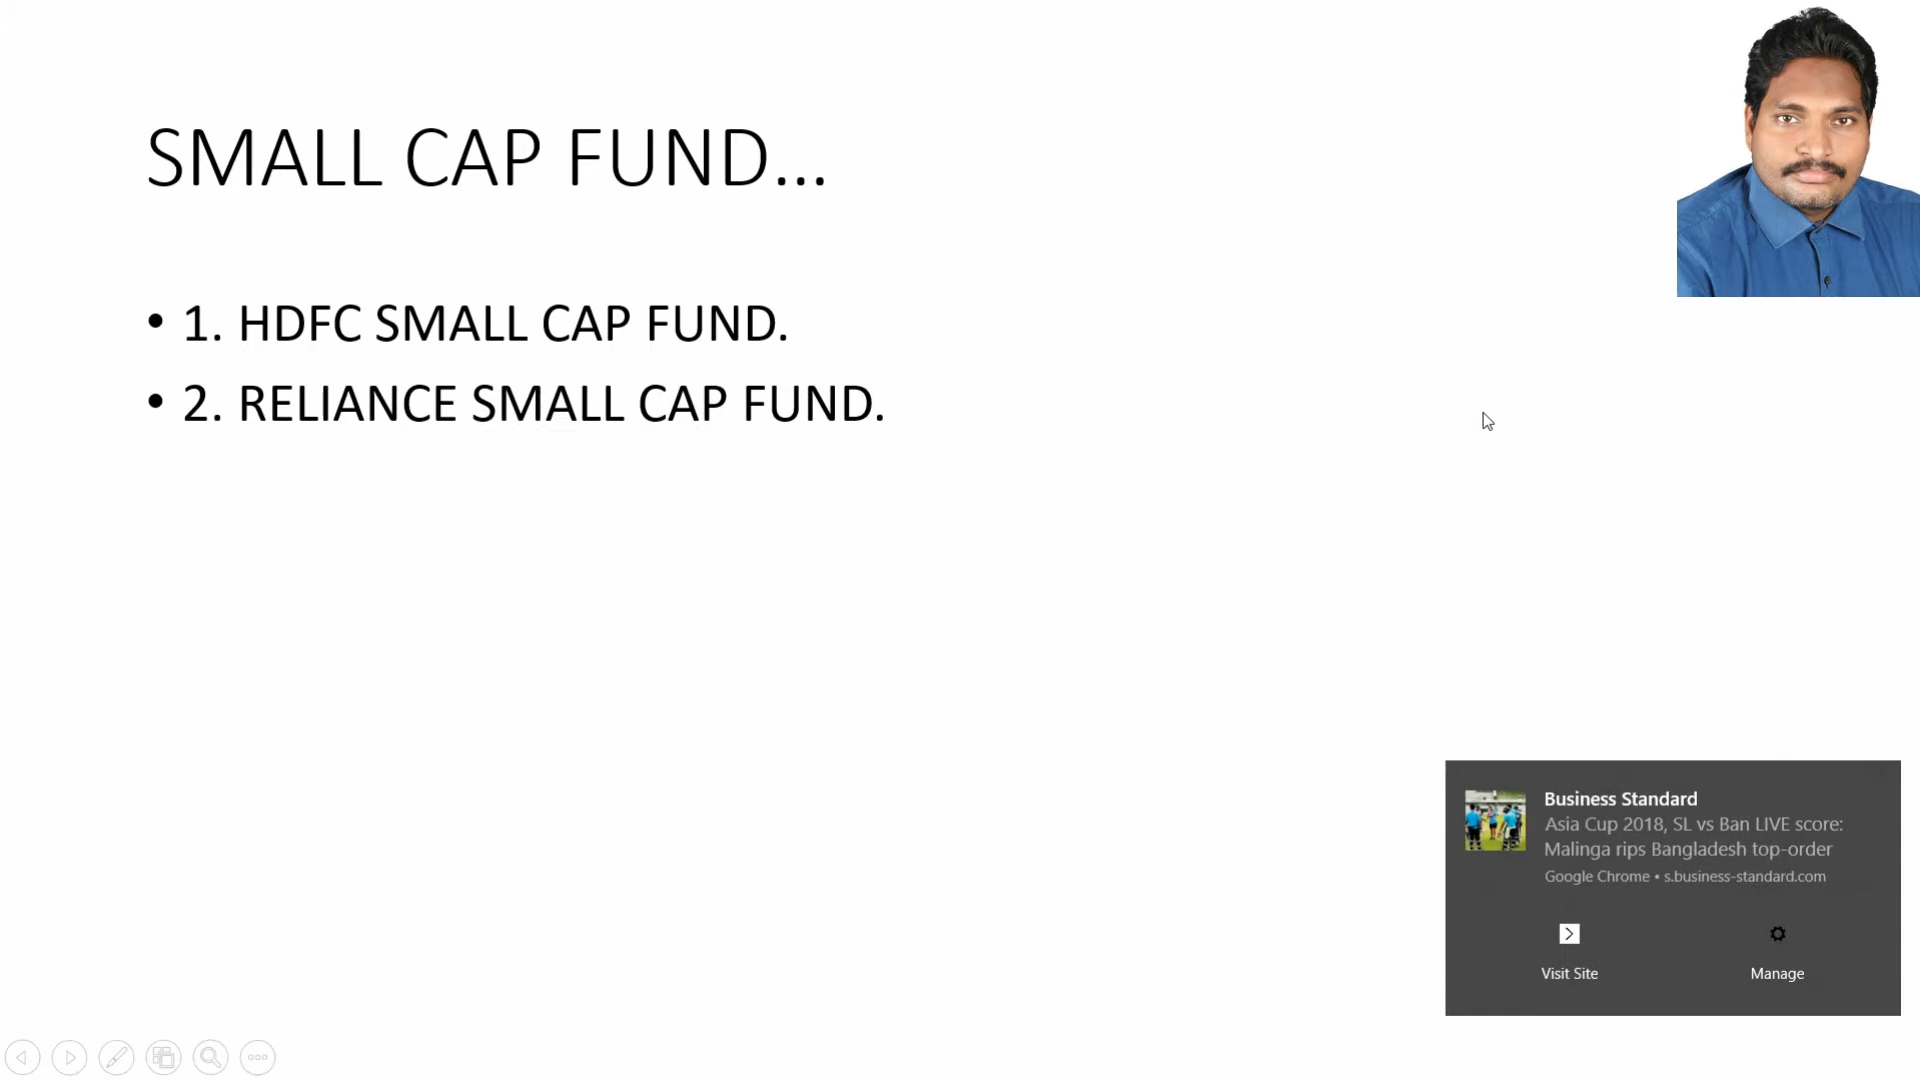 SMALL CAP FUND...
• 1. HDFC SMALL CAP FUND.
• 2. RELIANCE SMALL CAP FUND.
Business Standard
Asia Cup 2018, SL vs Ban LIVE score:
Malinga rips Bangladesh top-order
Google Chrome • s.business-standard.com
Visit Site
Manage